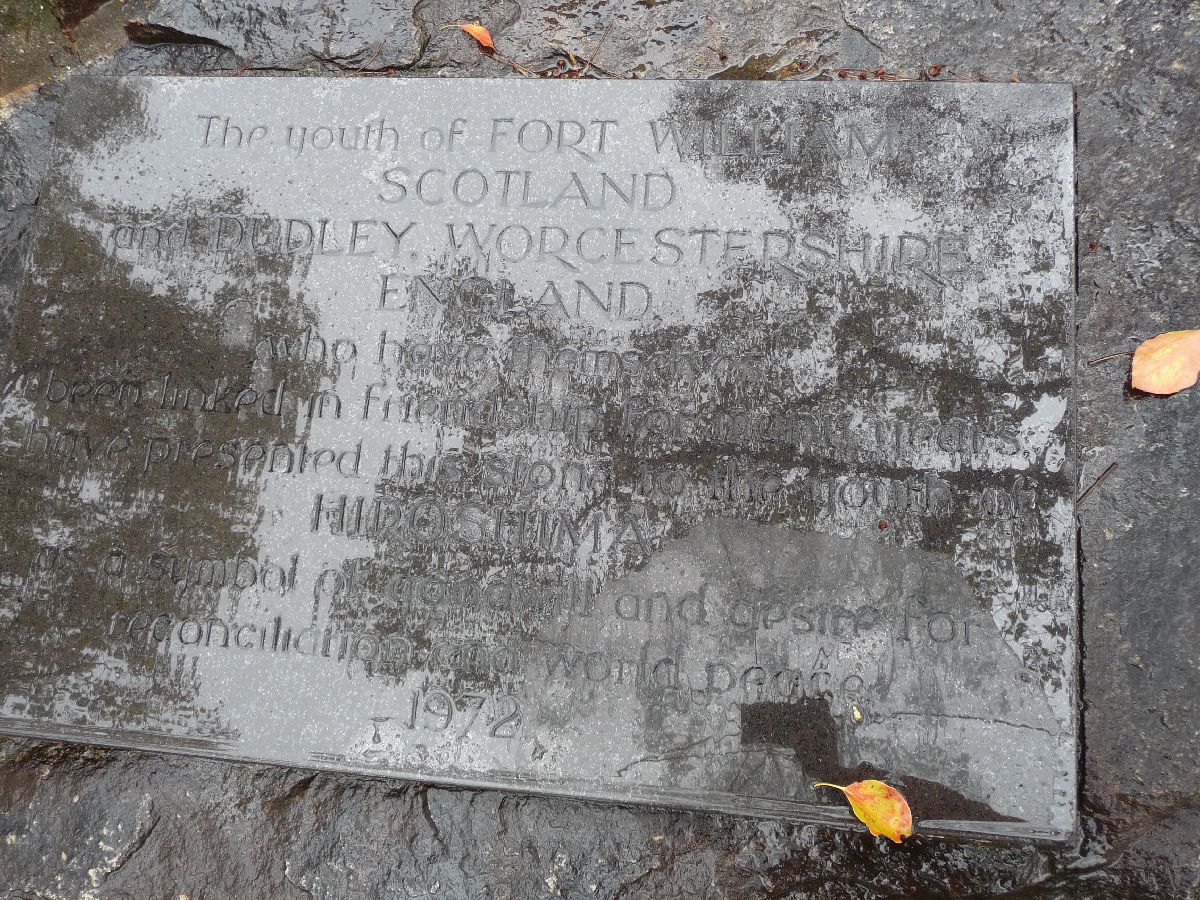 The youth of FORT WILLIAM
SCOTLAND
and DUDLEY, WORCESTERSHIRE
ENGLAND
who have themselves
been linked in friendship for many years
have presented this stone to the youth of
HIROSHIMA
as a symbol of goodwill and desire for
reconciliation and world peace
1972